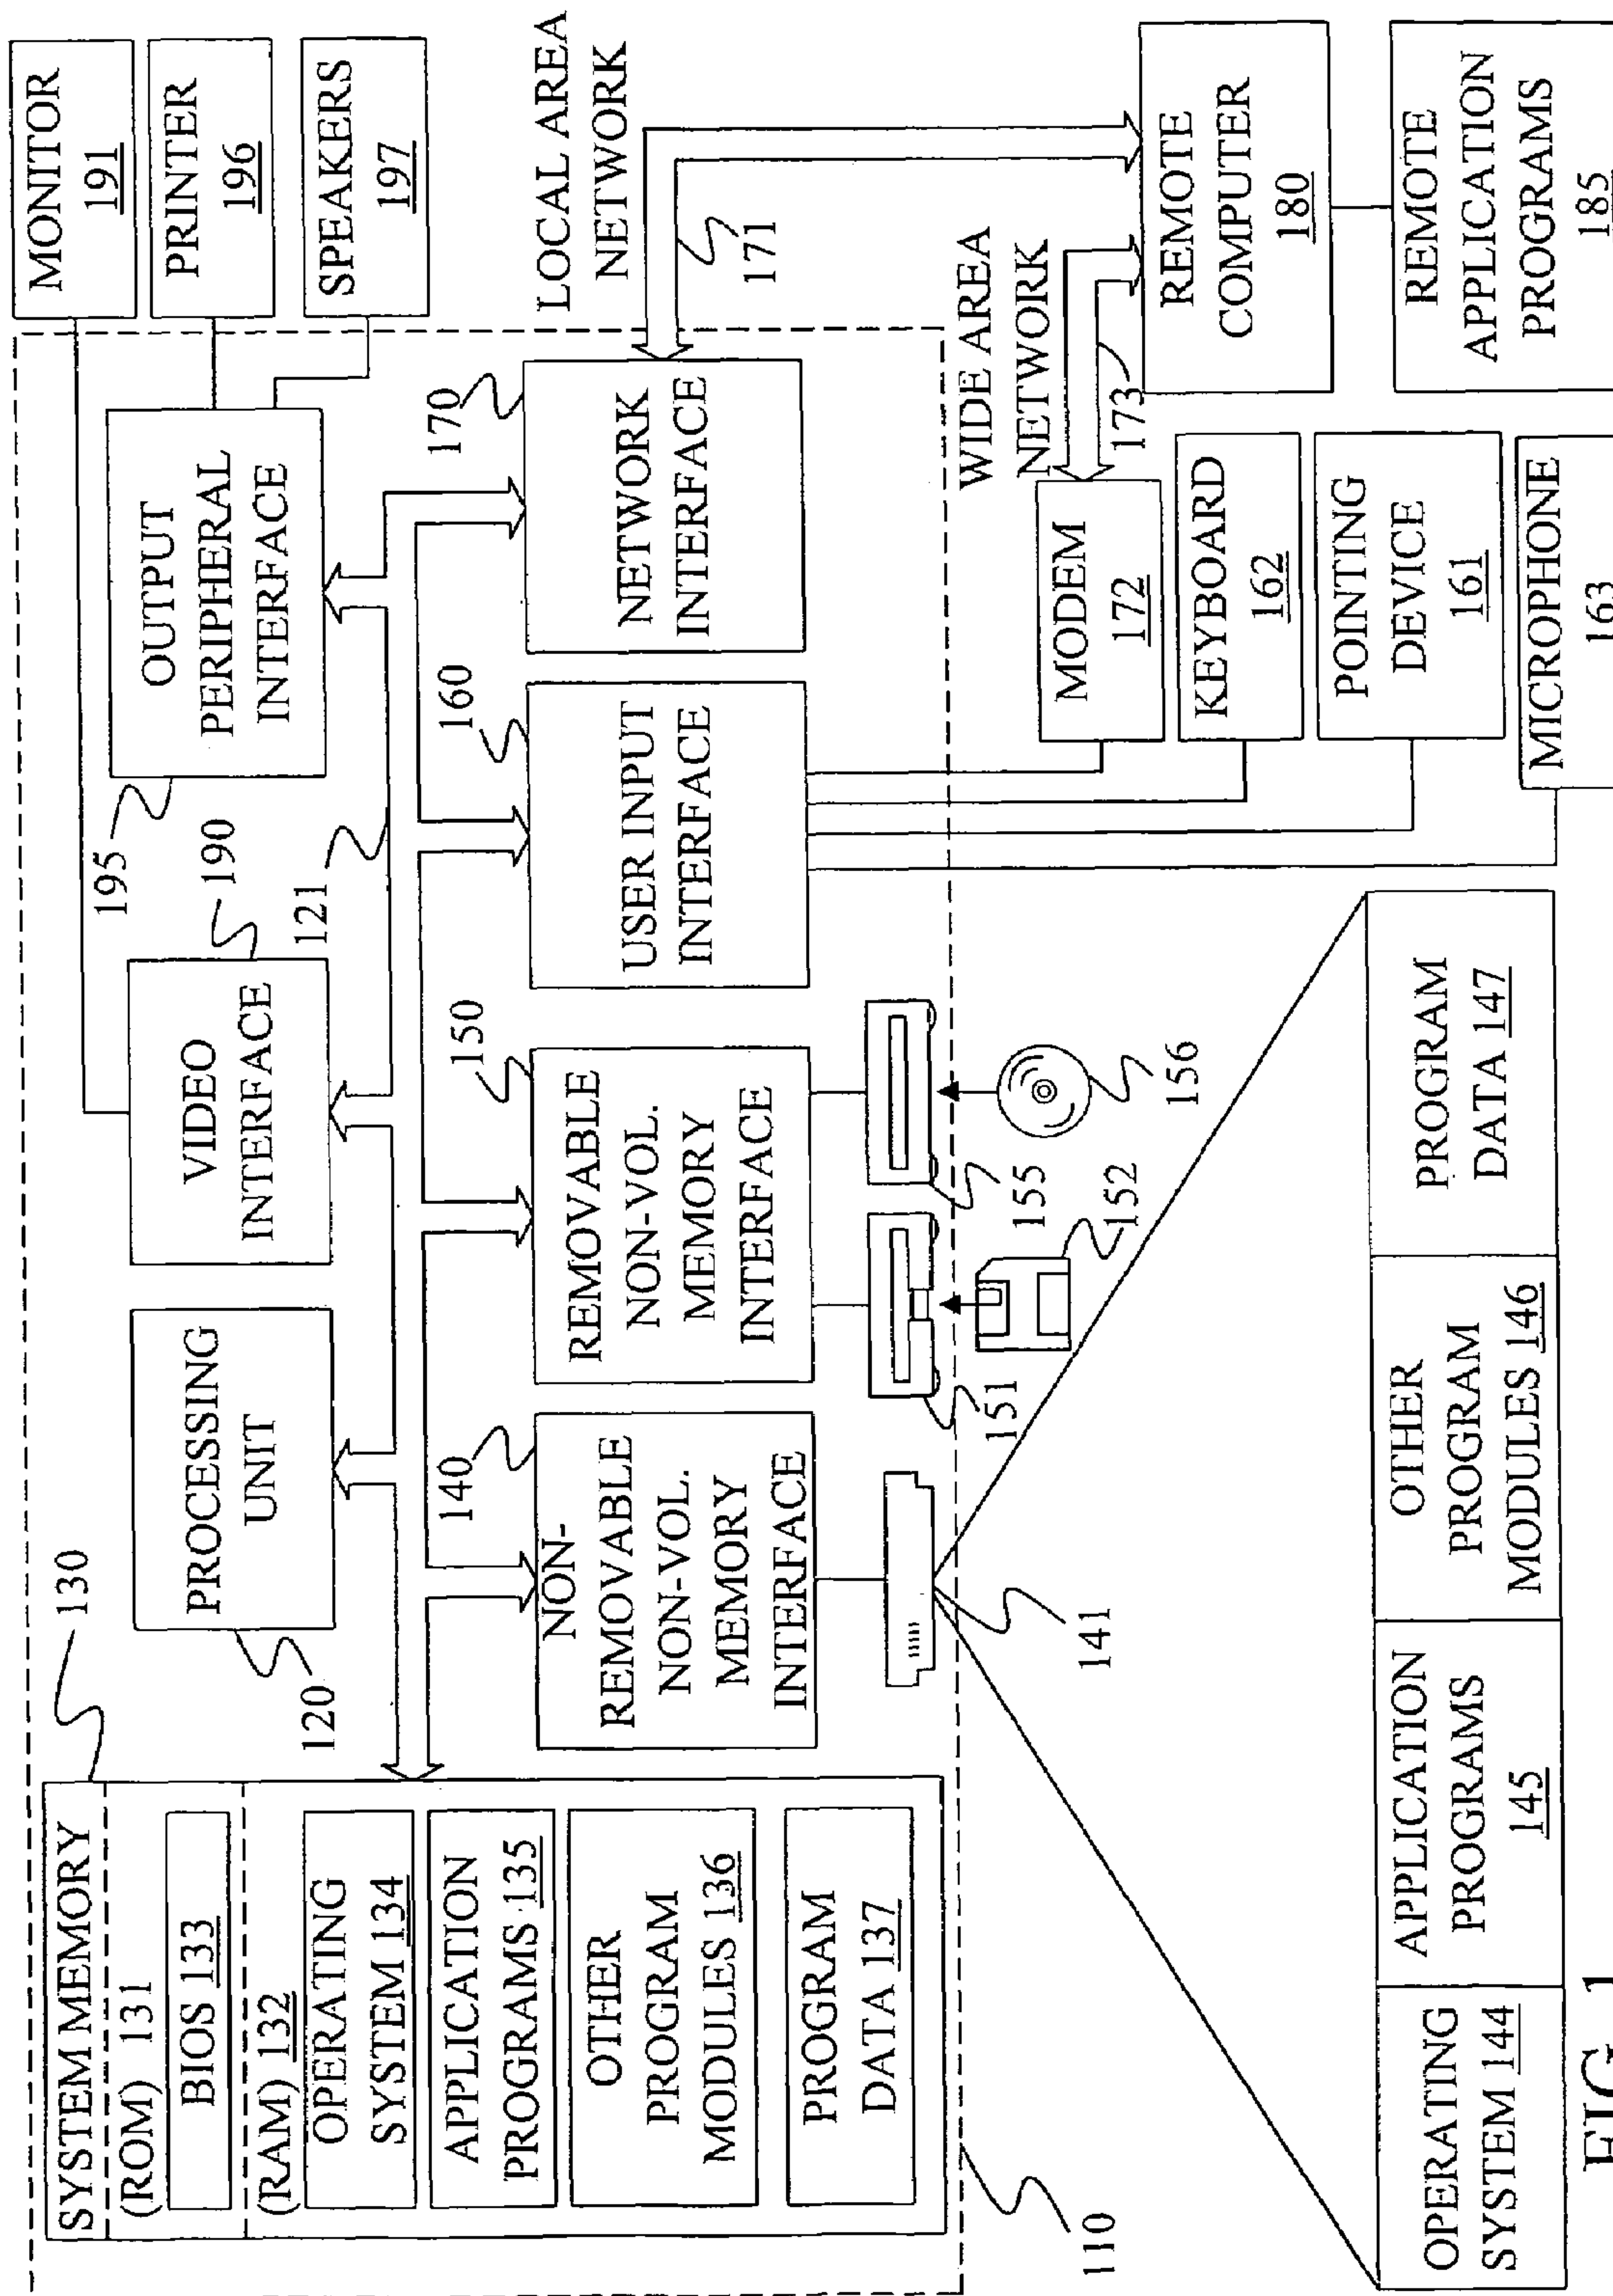 SYSTEM MEMORY
(ROM) 131
BIOS 133
(RAM) 132
OPERATING
SYSTEM 134
APPLICATION
PROGRAMS 135
OTHER
PROGRAM
MODULES 136
PROGRAM
DATA 137
130
120
PROCESSING
UNIT
VIDEO
INTERFACE
190
121
195
OUTPUT
PERIPHERAL
INTERFACE
MONITOR
191
PRINTER
196
SPEAKERS
197
140
NON-
REMOVABLE
NON-VOL.
MEMORY
INTERFACE
150
REMOVABLE
NON-VOL.
MEMORY
INTERFACE
160
USER INPUT
INTERFACE
170
NETWORK
INTERFACE
LOCAL AREA
NETWORK
171
110
141
151
152
155
156
WIDE AREA
NETWORK
173
MODEM
172
KEYBOARD
162
POINTING
DEVICE
161
MICROPHONE
163
REMOTE
COMPUTER
180
REMOTE
APPLICATION
PROGRAMS
185
OPERATING
SYSTEM 144
APPLICATION
PROGRAMS
145
OTHER
PROGRAM
MODULES 146
PROGRAM
DATA 147
FIG. 1